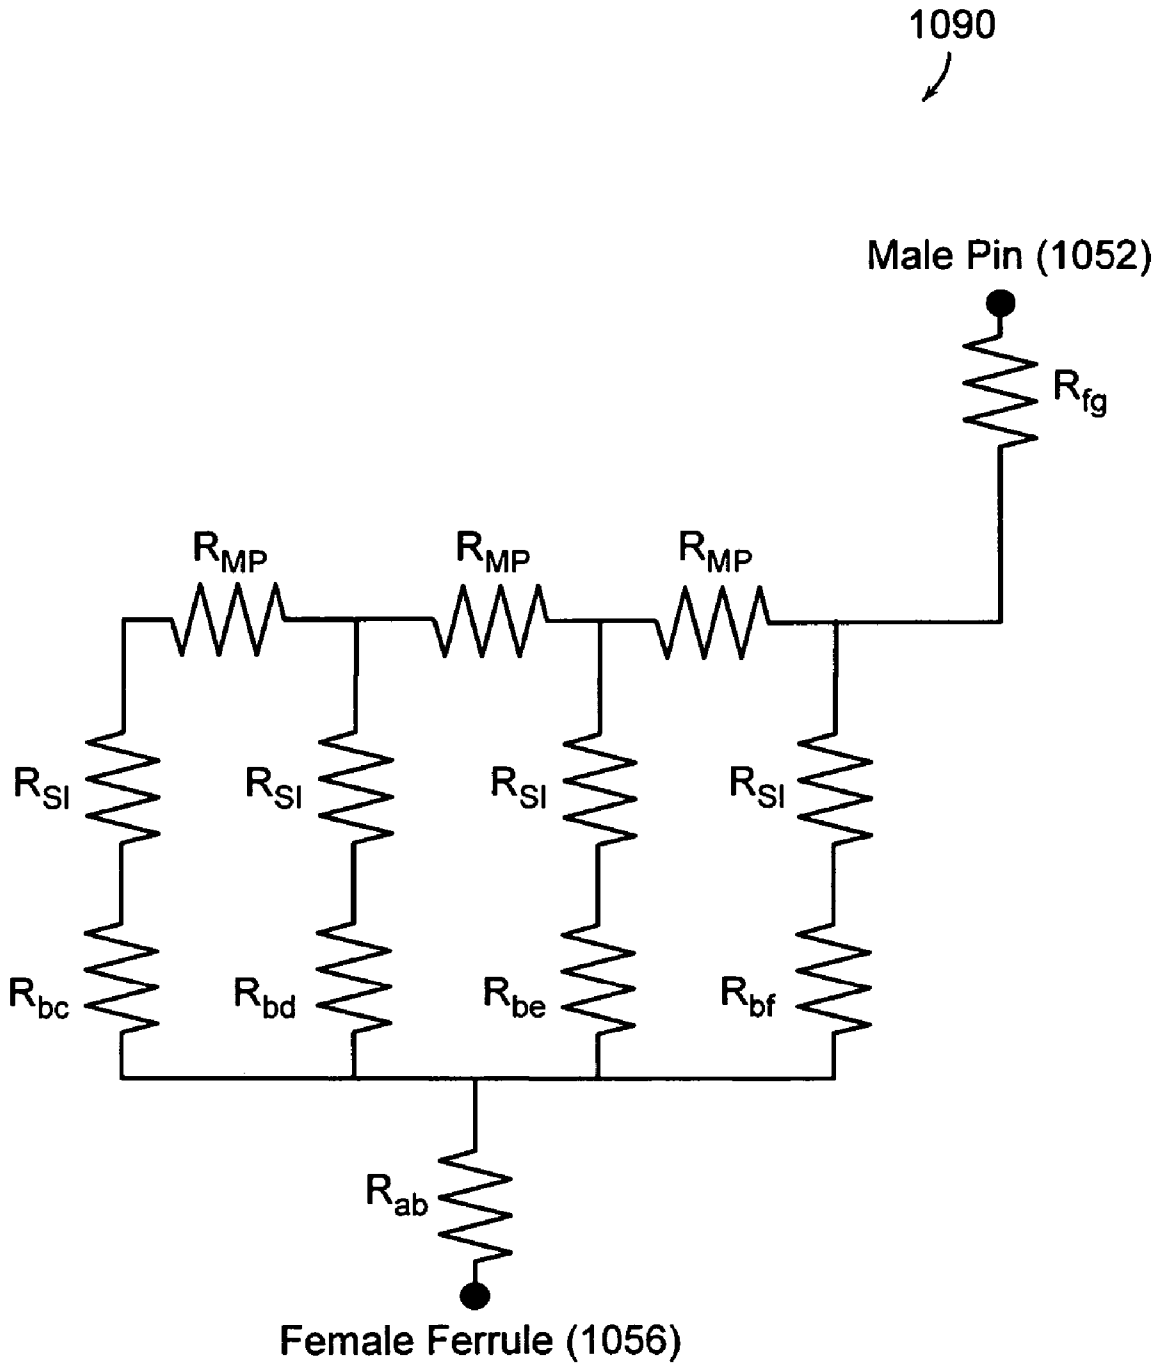 1090
Male Pin (1052)
Rfg
RMP RMP RMP
RSI RSI RSI RSI
Rbc Rbd Rbe Rbf
Rab
Female Ferrule (1056)